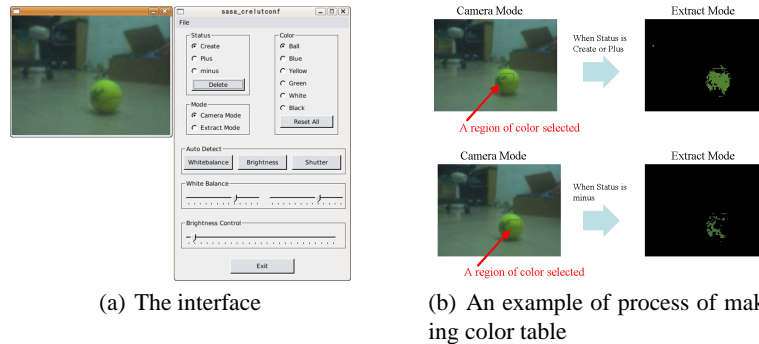 sasa_crelutconf
File
Status
Create
Plus
minus
Delete
Mode
Camera Mode
Extract Mode
Color
Ball
Blue
Yellow
Green
White
Black
Reset All
Auto Detect
Whitebalance
Brightness
Shutter
White Balance
Brightness Control
Exit
(a) The interface
Camera Mode
Extract Mode
When Status is
Create or Plus
A region of color selected
Camera Mode
Extract Mode
When Status is
minus
A region of color selected
(b) An example of process of mak
ing color table